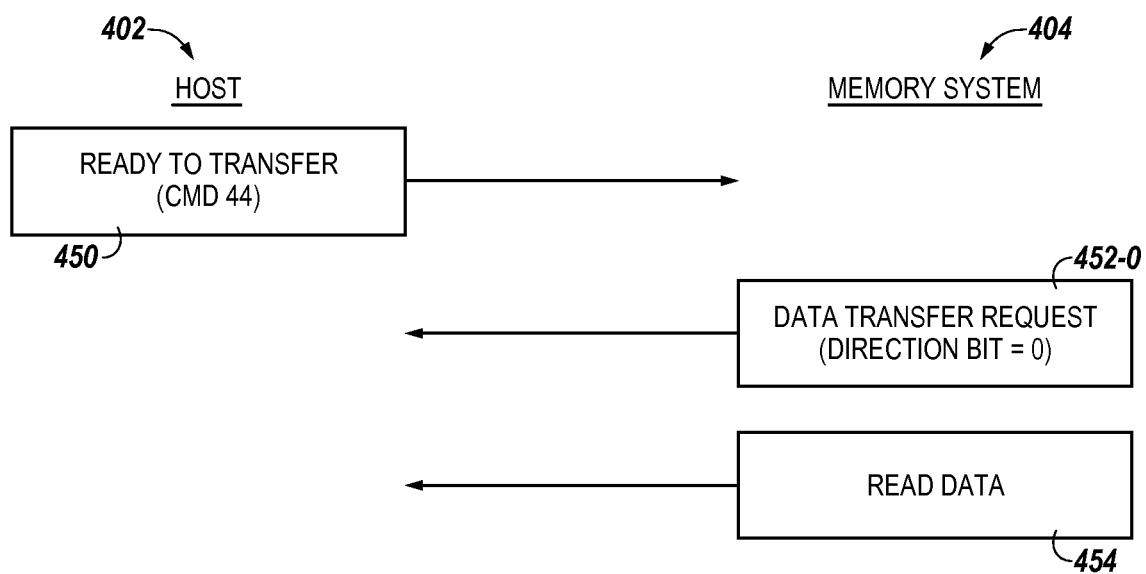 402
404
HOST
MEMORY SYSTEM
READY TO TRANSFER
(CMD 44)
450
452-0
DATA TRANSFER REQUEST
(DIRECTION BIT = 0)
READ DATA
454